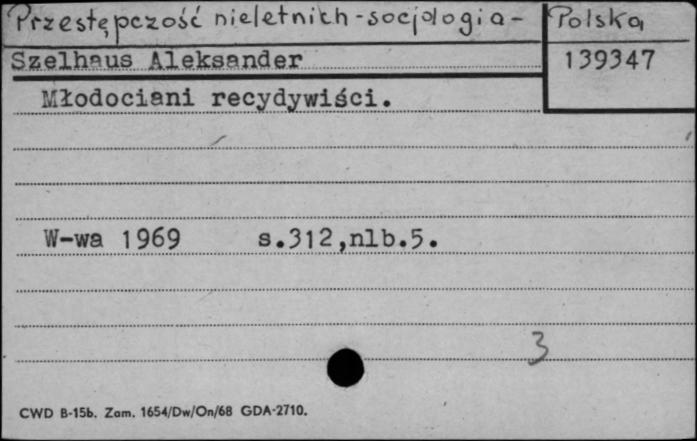 Przestępczość nieletnich-socjologia- Polska
Szelhaus Aleksander 139347
Młodociani recydywiści.
W-wa 1969 s.312,nlb.5.
3
CWD B-15b. Zam. 1654/Dw/On/68 GDA-2710.